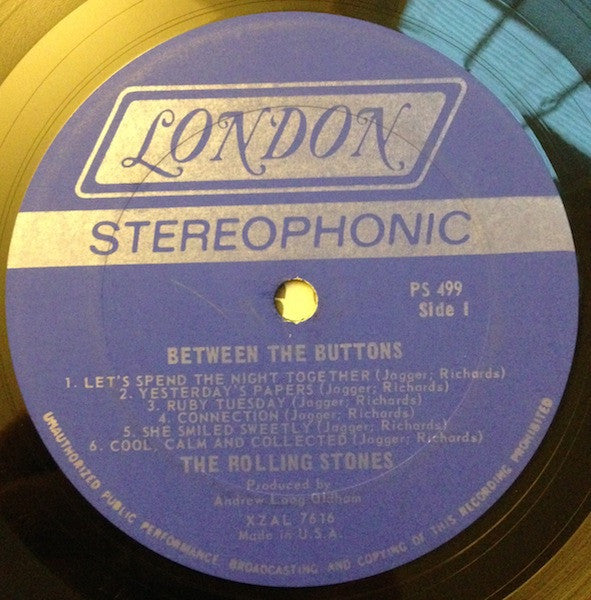 LONDON
STEREOPHONIC
PS 499
Side 1
BETWEEN THE BUTTONS
1. LET'S SPEND THE NIGHT TOGETHER (Jagger; Richards)
2. YESTERDAY'S PAPERS (Jagger; Richards)
3. RUBY TUESDAY (Jagger; Richards)
4. CONNECTION (Jagger; Richards)
5. SHE SMILED SWEETLY (Jagger; Richards)
6. COOL, CALM AND COLLECTED (Jagger; Richards)
THE ROLLING STONES
Produced by
Andrew Loog Oldham
XZAL 7616
Made in U.S.A.
UNAUTHORIZED PUBLIC PERFORMANCE, BROADCASTING AND COPYING OF THIS RECORDING PROHIBITED